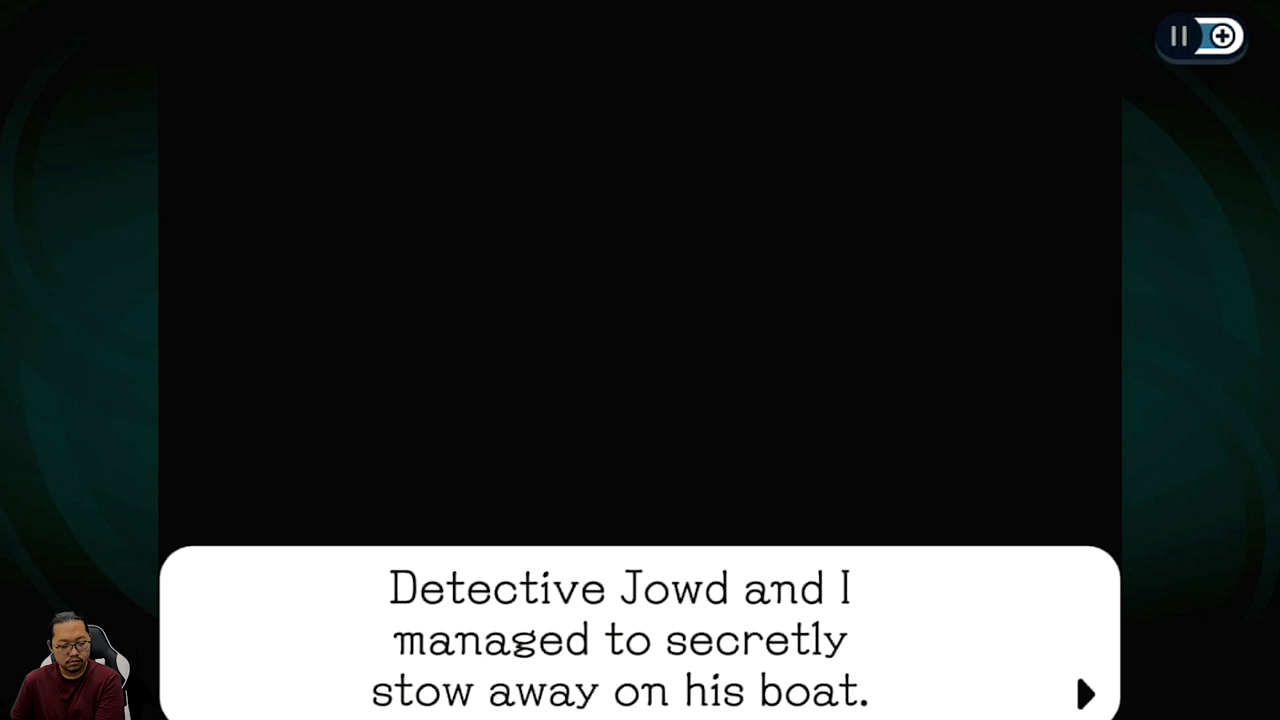 Detective Jowd and I
managed to secretly
stow away on his boat.